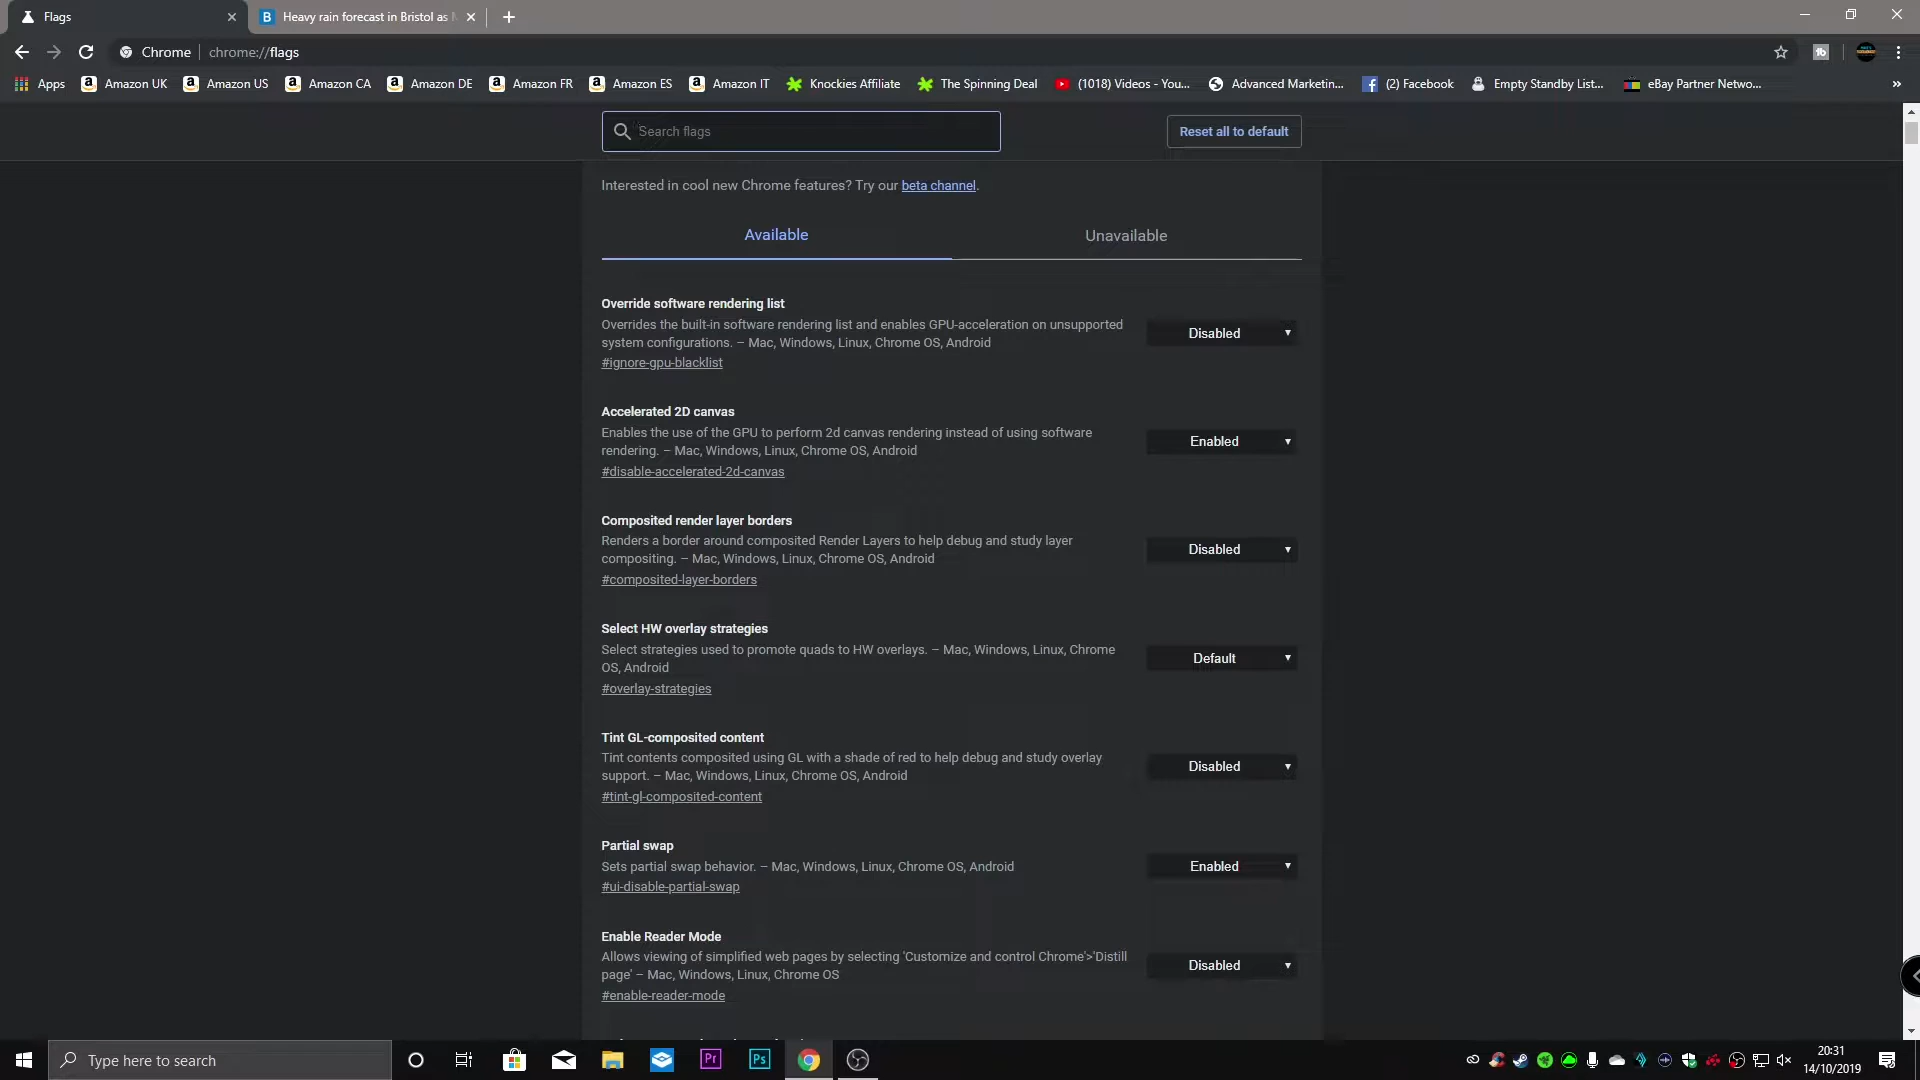 Flags
Heavy rain forecast in Bristol as
Chrome
chrome://flags
Apps
Amazon UK
Amazon US
Amazon CA
Amazon DE
Amazon FR
Amazon ES
Amazon IT
Knockies Affiliate
The Spinning Deal
(1018) Videos - You...
Advanced Marketin...
(2) Facebook
Empty Standby List...
eBay Partner Netwo...
»
Search flags
Reset all to default
Interested in cool new Chrome features? Try our beta channel.
Available
Unavailable
Override software rendering list
Overrides the built-in software rendering list and enables GPU-acceleration on unsupported
system configurations. – Mac, Windows, Linux, Chrome OS, Android
#ignore-gpu-blacklist
Disabled
Accelerated 2D canvas
Enables the use of the GPU to perform 2d canvas rendering instead of using software
rendering. – Mac, Windows, Linux, Chrome OS, Android
#disable-accelerated-2d-canvas
Enabled
Composited render layer borders
Renders a border around composited Render Layers to help debug and study layer
compositing. – Mac, Windows, Linux, Chrome OS, Android
#composited-layer-borders
Disabled
Select HW overlay strategies
Select strategies used to promote quads to HW overlays. – Mac, Windows, Linux, Chrome
OS, Android
#overlay-strategies
Default
Tint GL-composited content
Tint contents composited using GL with a shade of red to help debug and study overlay
support. – Mac, Windows, Linux, Chrome OS, Android
#tint-gl-composited-content
Disabled
Partial swap
Sets partial swap behavior. – Mac, Windows, Linux, Chrome OS, Android
#ui-disable-partial-swap
Enabled
Enable Reader Mode
Allows viewing of simplified web pages by selecting 'Customize and control Chrome'>'Distill
page' – Mac, Windows, Linux, Chrome OS
#enable-reader-mode
Disabled
Type here to search
Pr
Ps
20:31
14/10/2019